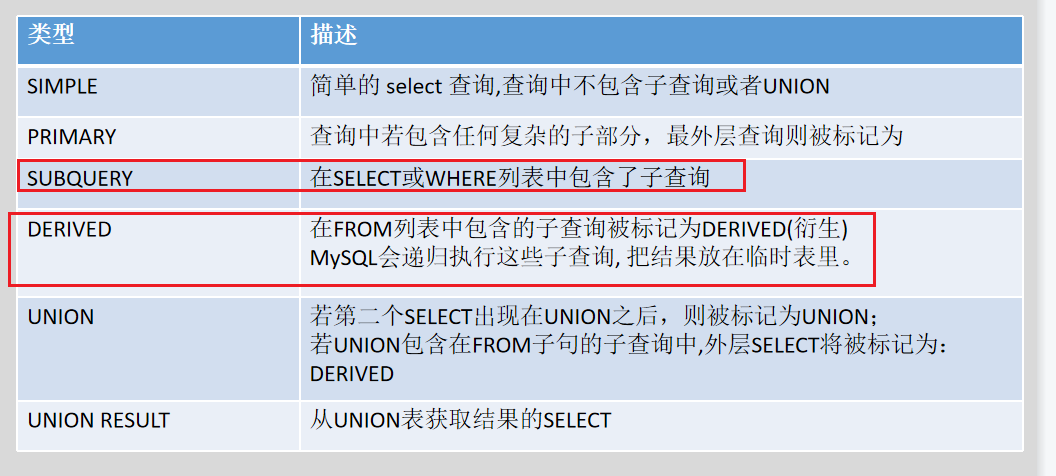 类型 描述
SIMPLE 简单的 select 查询,查询中不包含子查询或者UNION
PRIMARY 查询中若包含任何复杂的子部分，最外层查询则被标记为
SUBQUERY 在SELECT或WHERE列表中包含了子查询
DERIVED 在FROM列表中包含的子查询被标记为DERIVED(衍生)
MySQL会递归执行这些子查询, 把结果放在临时表里。
UNION 若第二个SELECT出现在UNION之后，则被标记为UNION；
若UNION包含在FROM子句的子查询中,外层SELECT将被标记为：
DERIVED
UNION RESULT 从UNION表获取结果的SELECT